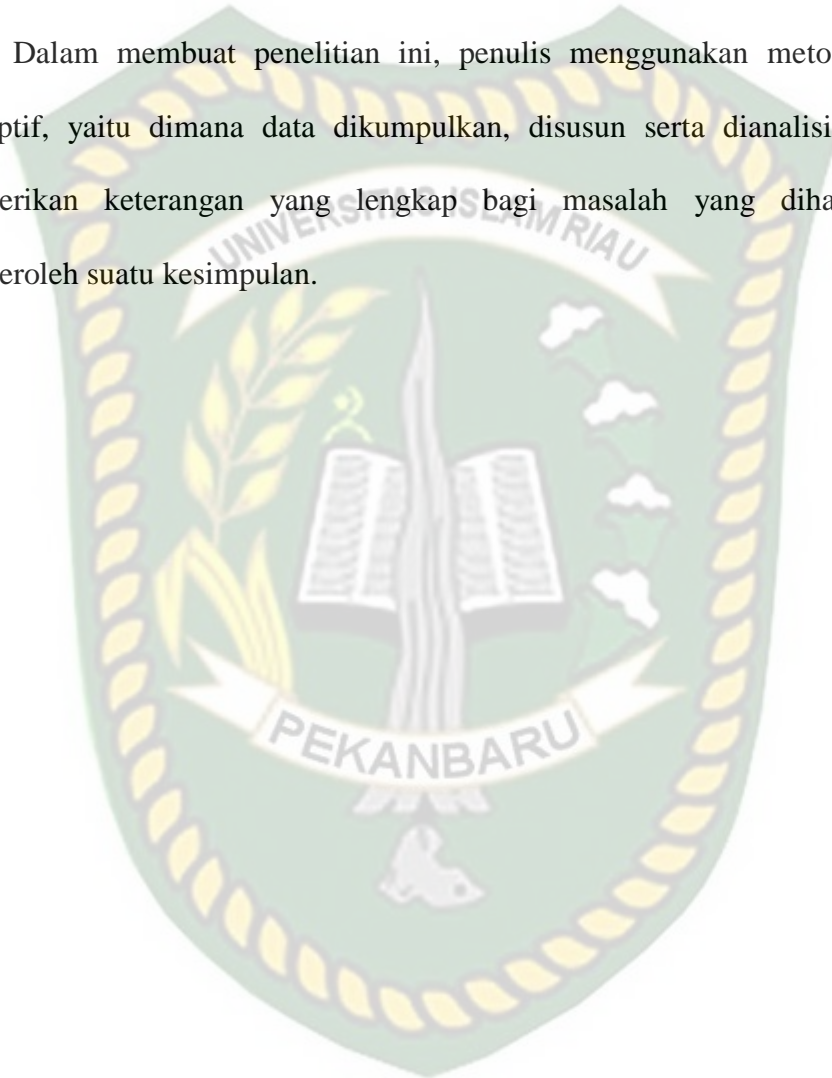 Dalam membuat penelitian ini, penulis menggunakan meto
ptif, yaitu dimana data dikumpulkan, disusun serta dianalisi
erikan keterangan yang lengkap bagi masalah yang diha
eroleh suatu kesimpulan.
UNIVERSITAS ISLAM RIAU
PEKANBARU